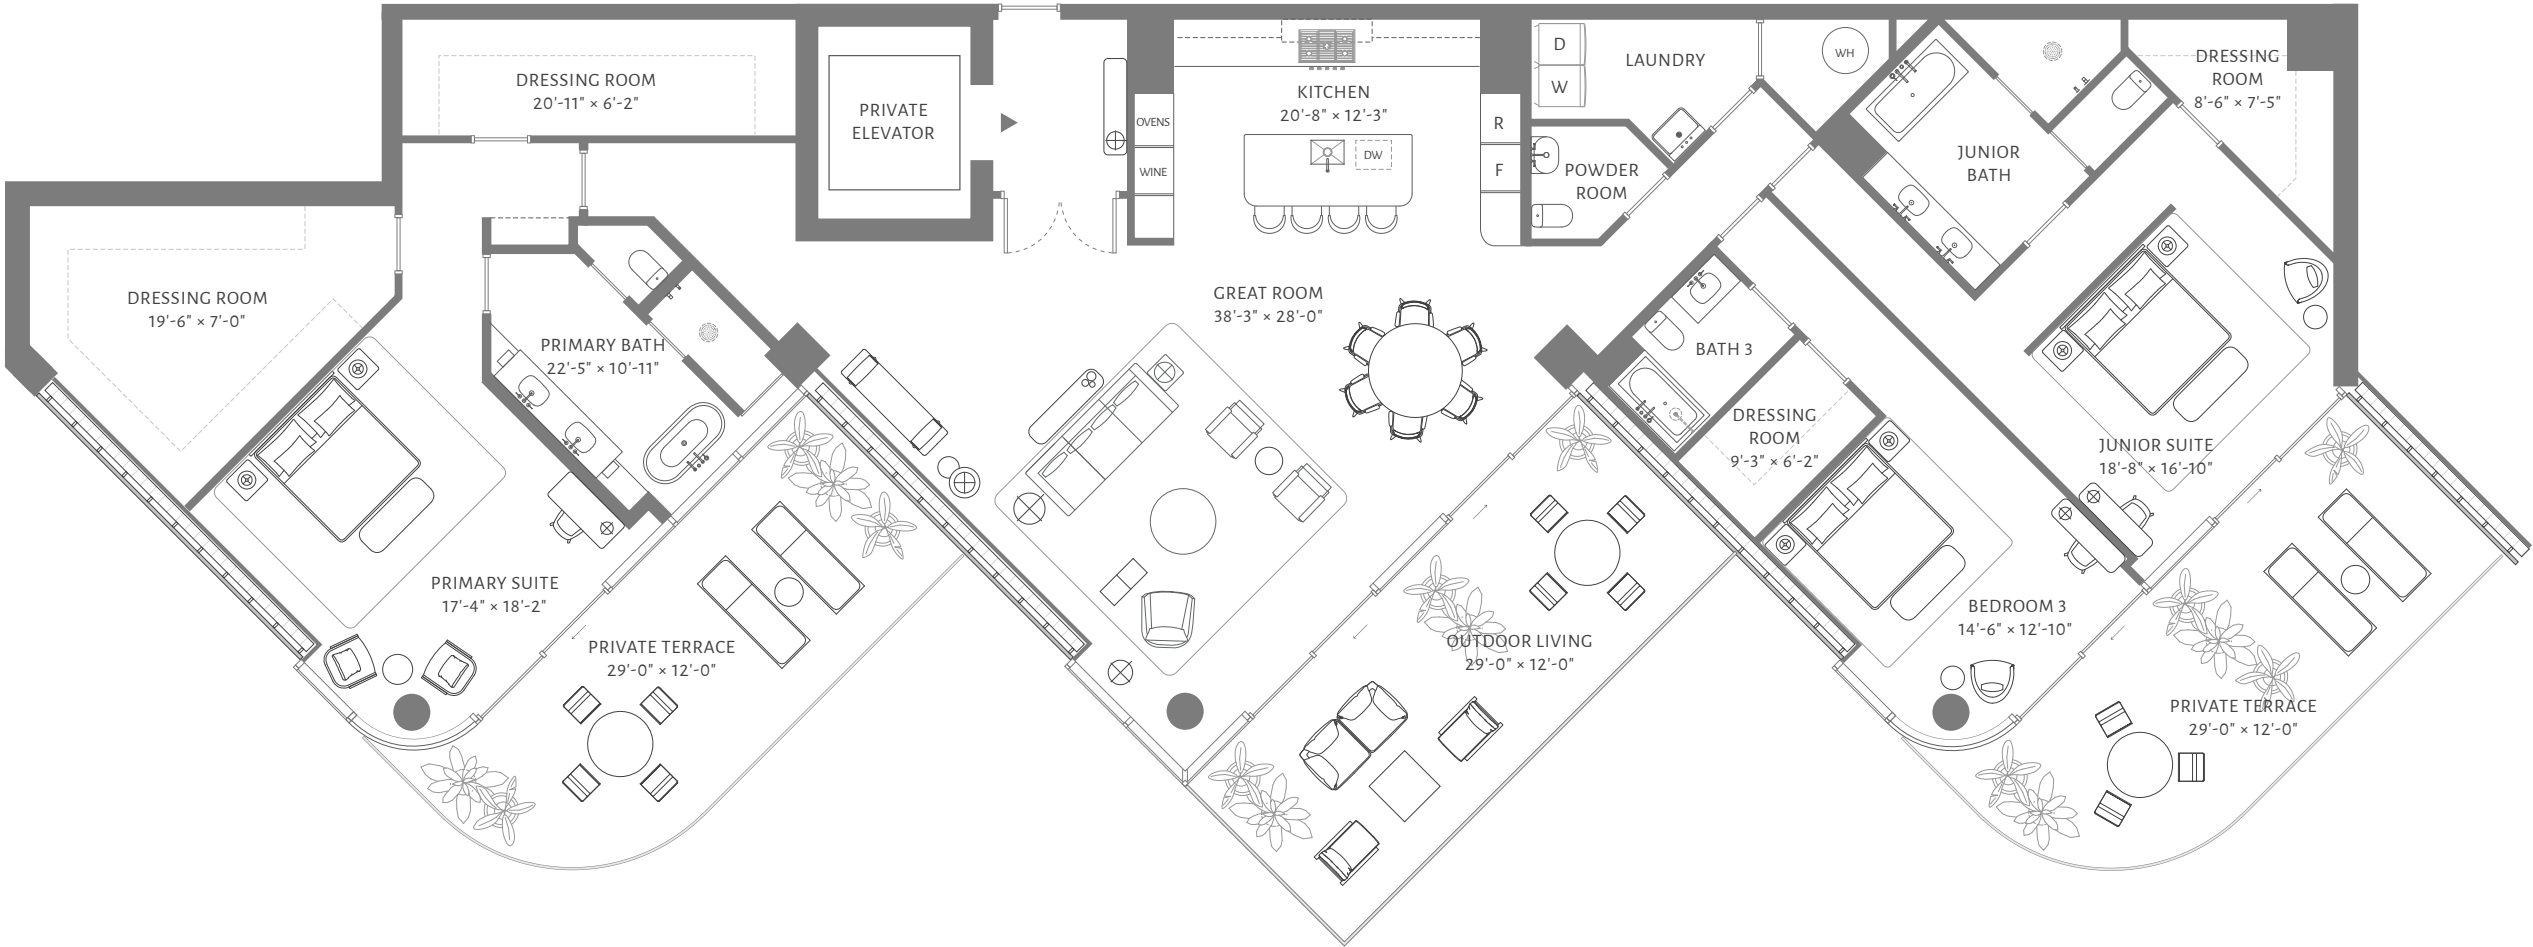 DRESSING ROOM
20'-11" × 6'-2"
PRIVATE
ELEVATOR
OVENS
WINE
KITCHEN
20'-8" × 12'-3"
DW
R
F
D
W
LAUNDRY
WH
POWDER
ROOM
JUNIOR
BATH
DRESSING
ROOM
8'-6" × 7'-5"
DRESSING ROOM
19'-6" × 7'-0"
PRIMARY BATH
22'-5" × 10'-11"
GREAT ROOM
38'-3" × 28'-0"
BATH 3
DRESSING
ROOM
9'-3" × 6'-2"
JUNIOR SUITE
18'-8" × 16'-10"
PRIMARY SUITE
17'-4" × 18'-2"
PRIVATE TERRACE
29'-0" × 12'-0"
OUTDOOR LIVING
29'-0" × 12'-0"
BEDROOM 3
14'-6" × 12'-10"
PRIVATE TERRACE
29'-0" × 12'-0"